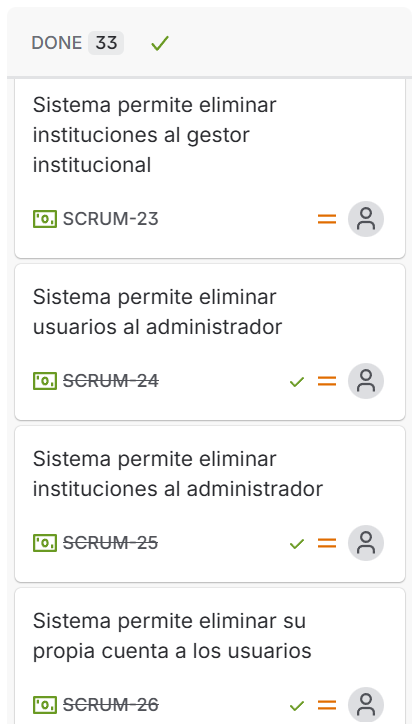 DONE 33
Sistema permite eliminar
instituciones al gestor
institucional
SCRUM-23
Sistema permite eliminar
usuarios al administrador
SCRUM-24
Sistema permite eliminar
instituciones al administrador
SCRUM-25
Sistema permite eliminar su
propia cuenta a los usuarios
SCRUM-26